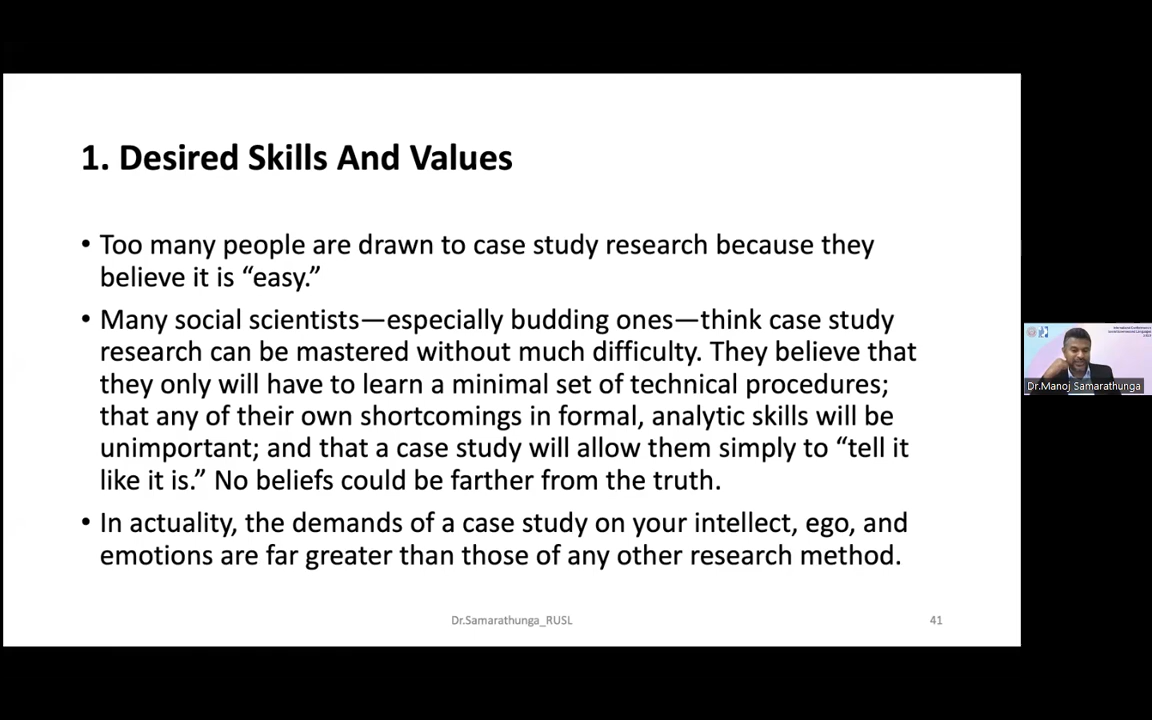 1. Desired Skills And Values
• Too many people are drawn to case study research because they
believe it is “easy.”
• Many social scientists—especially budding ones—think case study
research can be mastered without much difficulty. They believe that
they only will have to learn a minimal set of technical procedures;
that any of their own shortcomings in formal, analytic skills will be
unimportant; and that a case study will allow them simply to “tell it
like it is.” No beliefs could be farther from the truth.
• In actuality, the demands of a case study on your intellect, ego, and
emotions are far greater than those of any other research method.
Dr.Samarathunga_RUSL
41
Dr.Manoj Samarathunga